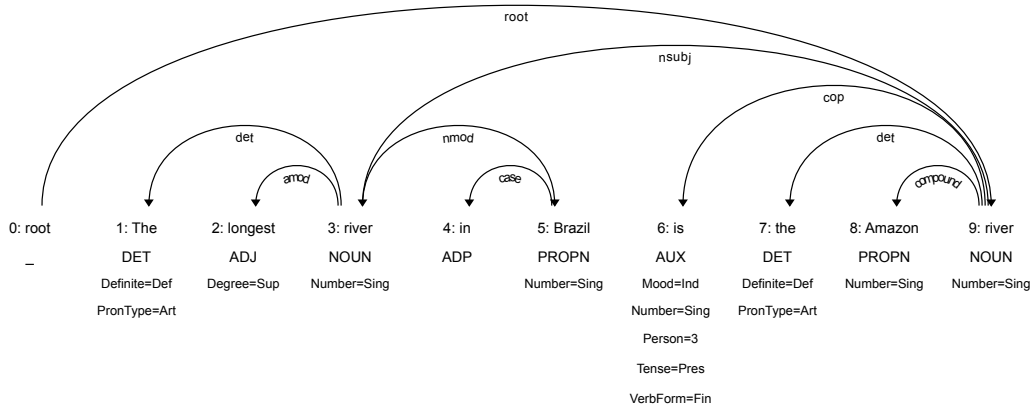 root
nsubj
cop
det nmod det
amod case compound
0: root 1: The 2: longest 3: river 4: in 5: Brazil 6: is 7: the 8: Amazon 9: river
_ DET ADJ NOUN ADP PROPN AUX DET PROPN NOUN
Definite=Def Degree=Sup Number=Sing Number=Sing Mood=Ind Definite=Def Number=Sing Number=Sing
PronType=Art Number=Sing PronType=Art
Person=3
Tense=Pres
VerbForm=Fin